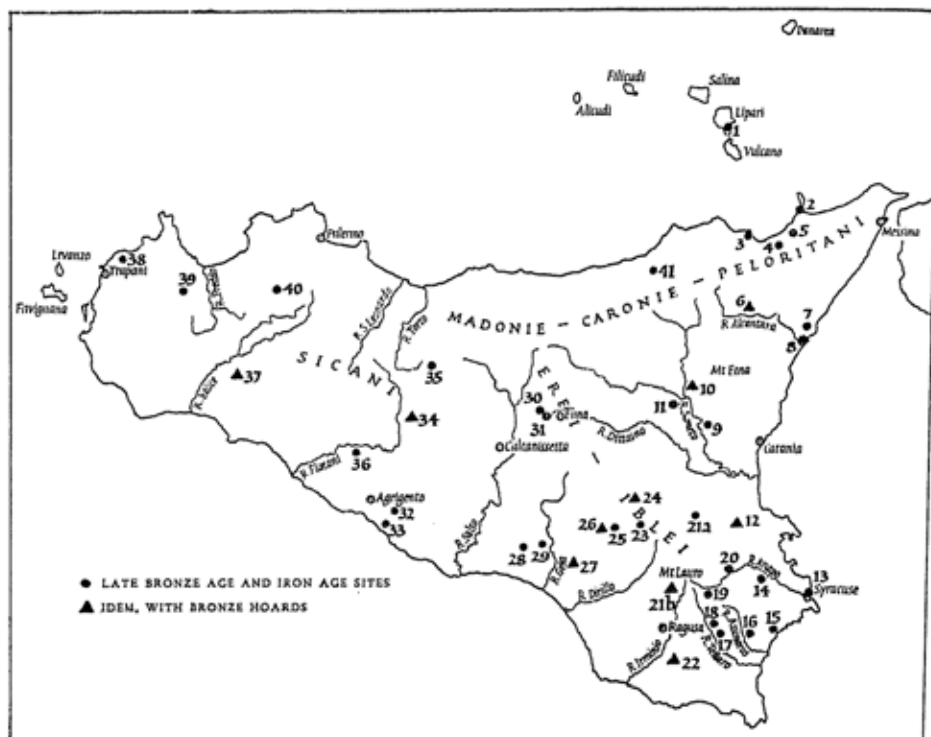 Panarea
Filicudi
Salina
Alicudi
Lipari
1
Vulcano
2
Messina
3
4
5
Palermo
38
Levanzo
Trapani
39
40
41
Favignana
R. S. Leonardo
R. Torto
MADONIE – CARONIE – PELORITANI
6
R. Alcantara
7
8
SICANI
37
R. Belice
35
34
Mt Etna
10
EREI
30
31
Enna
11
9
R. Dittaino
Catania
Caltanissetta
36
R. Platani
Agrigento
32
33
R. Salso
IBLEI
24
26
25
23
21a
12
28
29
27
R. Gela
R. Dirillo
Mt Lauro
20
R. Anapo
13
14
Syracuse
19
21b
18
17
16
15
Ragusa
R. Tellaro
R. Irminio
22
● LATE BRONZE AGE AND IRON AGE SITES
▲ IDEM, WITH BRONZE HOARDS